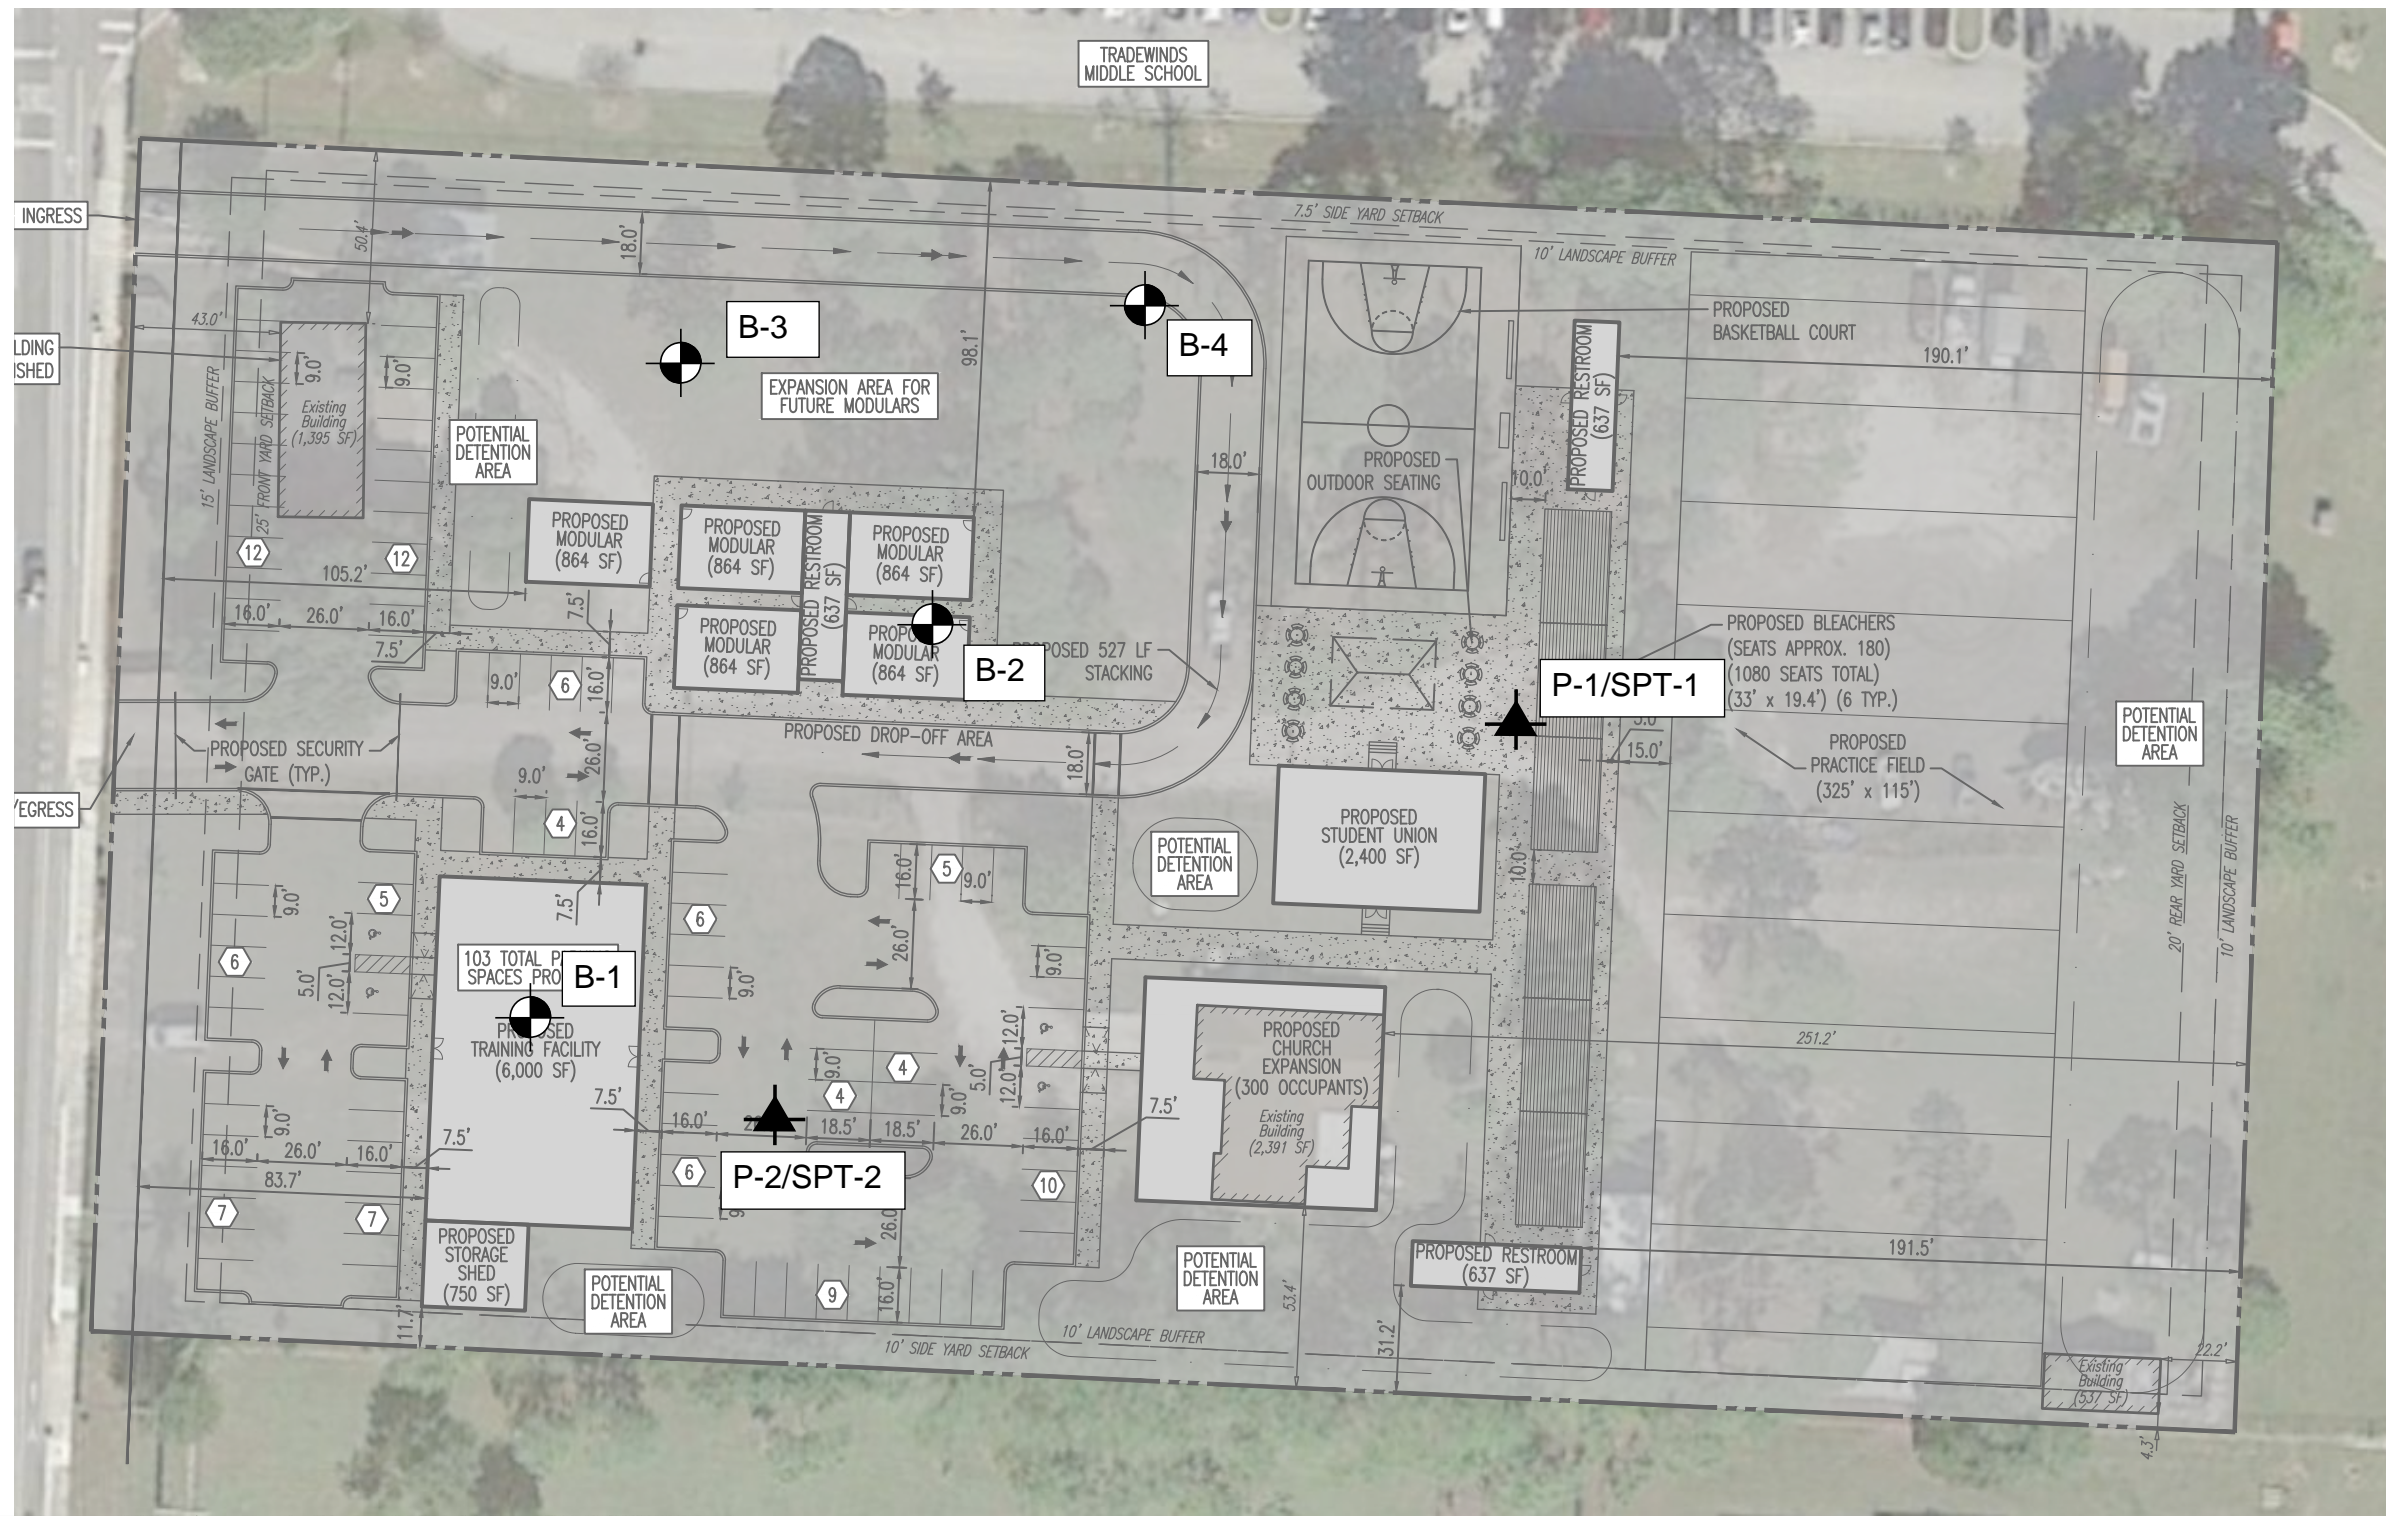 TRADEWINDS
MIDDLE SCHOOL
INGRESS
7.5' SIDE YARD SETBACK
10' LANDSCAPE BUFFER
50.4'
18.0'
98.1'
43.0'
LDING
ISHED
B-3
B-4
PROPOSED
BASKETBALL COURT
190.1'
9.0'
9.0'
Existing
Building
(1,395 SF)
EXPANSION AREA FOR
FUTURE MODULARS
15' LANDSCAPE BUFFER
25' FRONT YARD SETBACK
POTENTIAL
DETENTION
AREA
PROPOSED RESTROOM
(637 SF)
PROPOSED
OUTDOOR SEATING
18.0'
10.0'
12
12
105.2'
PROPOSED
MODULAR
(864 SF)
PROPOSED
MODULAR
(864 SF)
PROPOSED RESTROOM
(637 SF)
PROPOSED
MODULAR
(864 SF)
16.0'
26.0'
16.0'
7.5'
7.5'
PROPOSED
MODULAR
(864 SF)
PROPO
MODULAR
(864 SF)
B-2
POSED 527 LF
STACKING
PROPOSED BLEACHERS
(SEATS APPROX. 180)
(1080 SEATS TOTAL)
(33' x 19.4') (6 TYP.)
P-1/SPT-1
15.0'
9.0'
6
16.0'
PROPOSED SECURITY
GATE (TYP.)
26.0'
PROPOSED DROP-OFF AREA
18.0'
PROPOSED
PRACTICE FIELD
(325' x 115')
POTENTIAL
DETENTION
AREA
/EGRESS
9.0'
4
16.0'
7.5'
PROPOSED
STUDENT UNION
(2,400 SF)
POTENTIAL
DETENTION
AREA
10.0'
20' REAR YARD SETBACK
10' LANDSCAPE BUFFER
9.0'
5
6
12.0'
5.0'
12.0'
103 TOTAL P
SPACES PRO
B-1
6
9.0'
16.0'
5
9.0'
26.0'
9.0'
PR
SED
TRAINING FACILITY
(6,000 SF)
12.0'
5.0'
12.0'
PROPOSED
CHURCH
EXPANSION
(300 OCCUPANTS)
Existing
Building
(2,391 SF)
251.2'
9.0'
4
4
9.0'
9.0'
16.0'
26.0'
16.0'
7.5'
83.7'
7.5'
16.0'
18.5'
18.5'
26.0'
16.0'
7.5'
P-2/SPT-2
6
10
7
7
26.0'
PROPOSED
STORAGE
SHED
(750 SF)
POTENTIAL
DETENTION
AREA
9
16.0'
POTENTIAL
DETENTION
AREA
PROPOSED RESTROOM
(637 SF)
191.5'
11.7'
53.4'
31.2'
10' SIDE YARD SETBACK
10' LANDSCAPE BUFFER
Existing
Building
(537 SF)
22.2'
4.3'